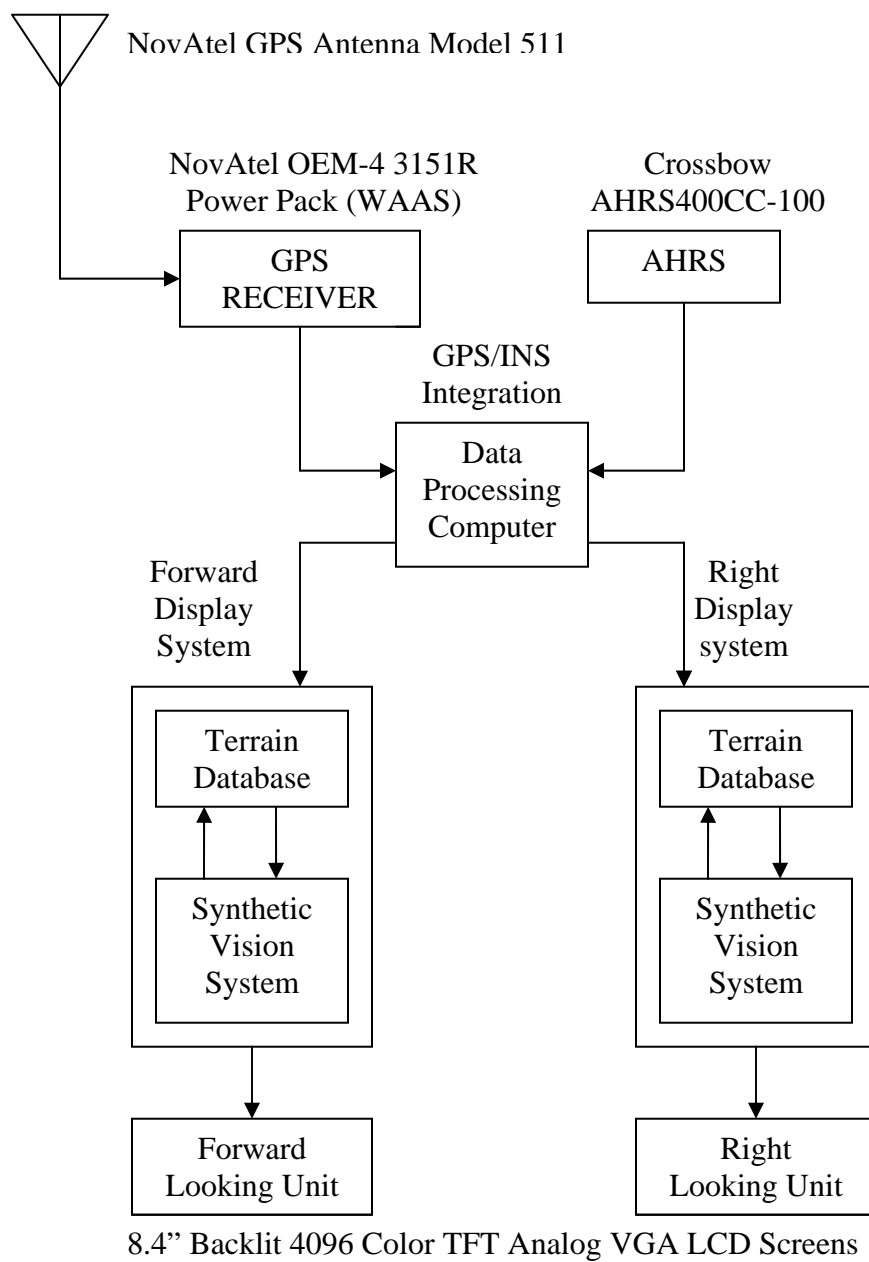 NovAtel GPS Antenna Model 511
NovAtel OEM-4 3151R
Power Pack (WAAS)
Crossbow
AHRS400CC-100
GPS
RECEIVER
AHRS
GPS/INS
Integration
Data
Processing
Computer
Forward
Display
System
Right
Display
system
Terrain
Database
Terrain
Database
Synthetic
Vision
System
Synthetic
Vision
System
Forward
Looking Unit
Right
Looking Unit
8.4” Backlit 4096 Color TFT Analog VGA LCD Screens